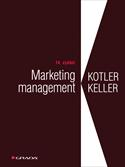 14. vydání
Marketing
management
KOTLER
KELLER
GRADA